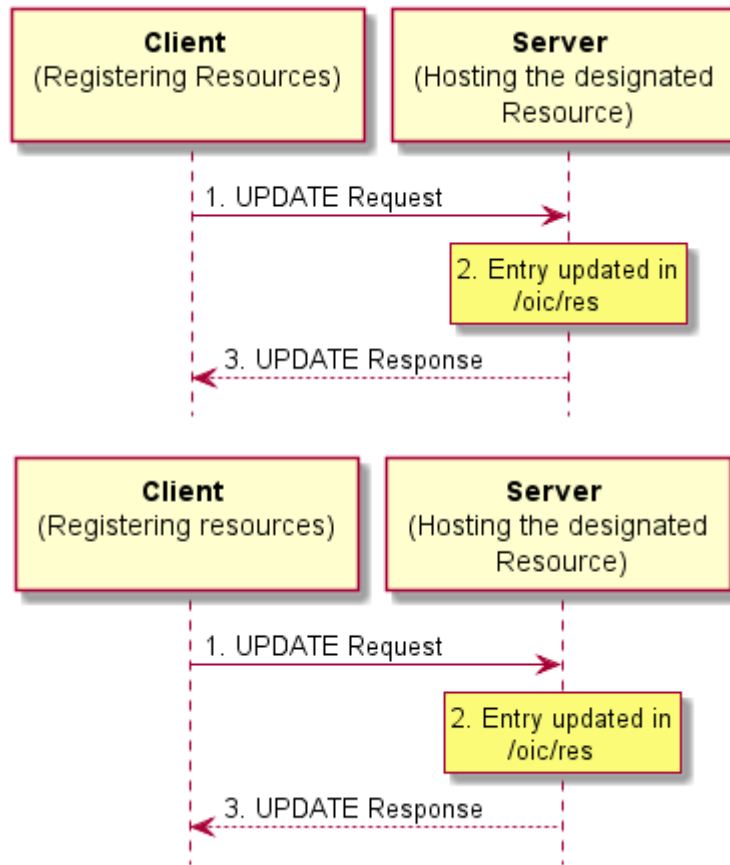 Client
(Registering Resources)
Server
(Hosting the designated
Resource)
1. UPDATE Request
2. Entry updated in
/oic/res
3. UPDATE Response
Client
(Registering resources)
Server
(Hosting the designated
Resource)
1. UPDATE Request
2. Entry updated in
/oic/res
3. UPDATE Response